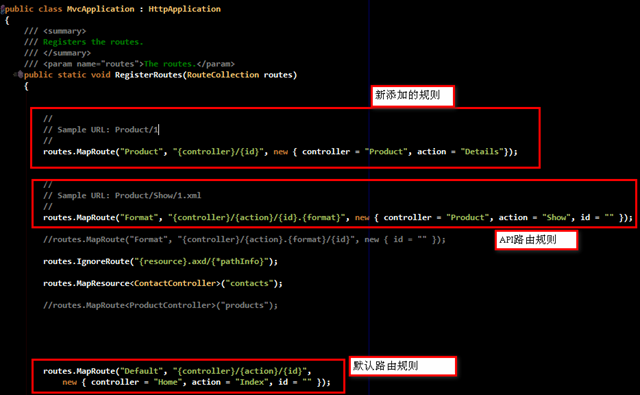 public class MvcApplication : HttpApplication
{
/// <summary>
/// Registers the routes.
/// </summary>
/// <param name="routes">The routes.</param>
public static void RegisterRoutes(RouteCollection routes)
{
新添加的规则
//
// Sample URL: Product/1
//
routes.MapRoute("Product", "{controller}/{id}", new { controller = "Product", action = "Details"});
//
// Sample URL: Product/Show/1.xml
//
routes.MapRoute("Format", "{controller}/{action}/{id}.{format}", new { controller = "Product", action = "Show", id = "" });
//routes.MapRoute("Format", "{controller}/{action}.{format}/{id}", new { id = "" });
API路由规则
routes.IgnoreRoute("{resource}.axd/{*pathInfo}");
routes.MapResource<ContactController>("contacts");
//routes.MapRoute<ProductController>("products");
默认路由规则
routes.MapRoute("Default", "{controller}/{action}/{id}",
new { controller = "Home", action = "Index", id = "" });